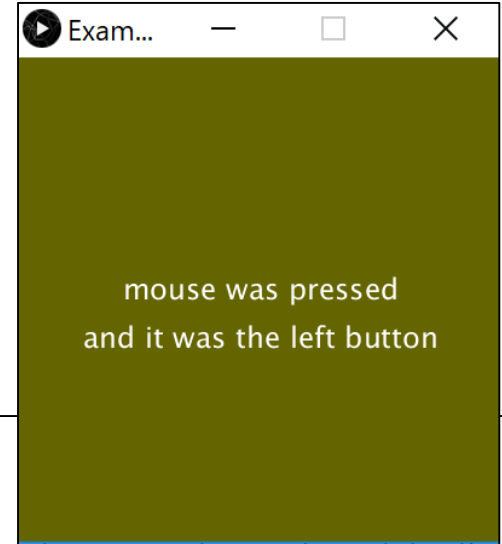 Exam...
mouse was pressed
and it was the left button